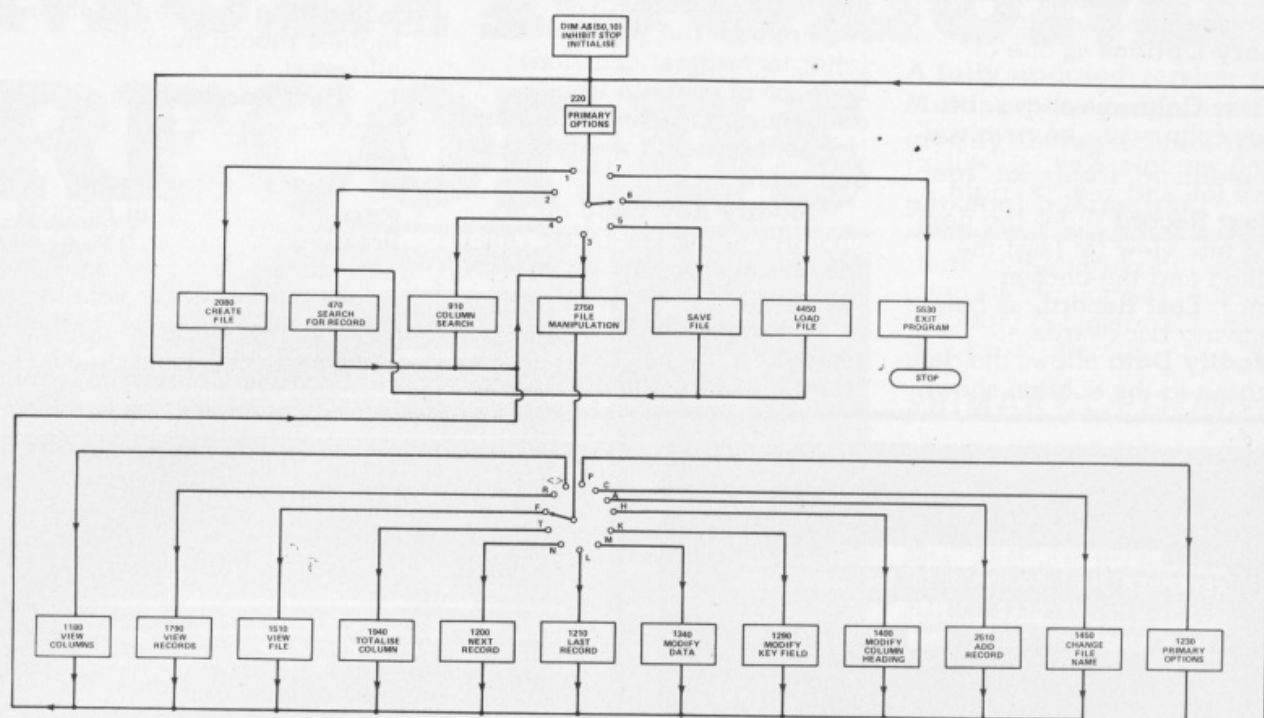 DIM A$(50,10)
INHIBIT STOP
INITIALISE
220
PRIMARY
OPTIONS
1
2
4
3
5
6
7
2080
CREATE
FILE
470
SEARCH
FOR RECORD
910
COLUMN
SEARCH
2750
FILE
MANIPULATION
SAVE
FILE
4450
LOAD
FILE
5530
EXIT
PROGRAM
STOP
< >
R
F
T
N
L
M
K
H
A
C
P
1180
VIEW
COLUMNS
1790
VIEW
RECORDS
1510
VIEW
FILE
1940
TOTALISE
COLUMN
1200
NEXT
RECORD
1210
LAST
RECORD
1340
MODIFY
DATA
1290
MODIFY
KEY FIELD
1400
MODIFY
COLUMN
HEADING
2510
ADD
RECORD
1450
CHANGE
FILE
NAME
1230
PRIMARY
OPTIONS